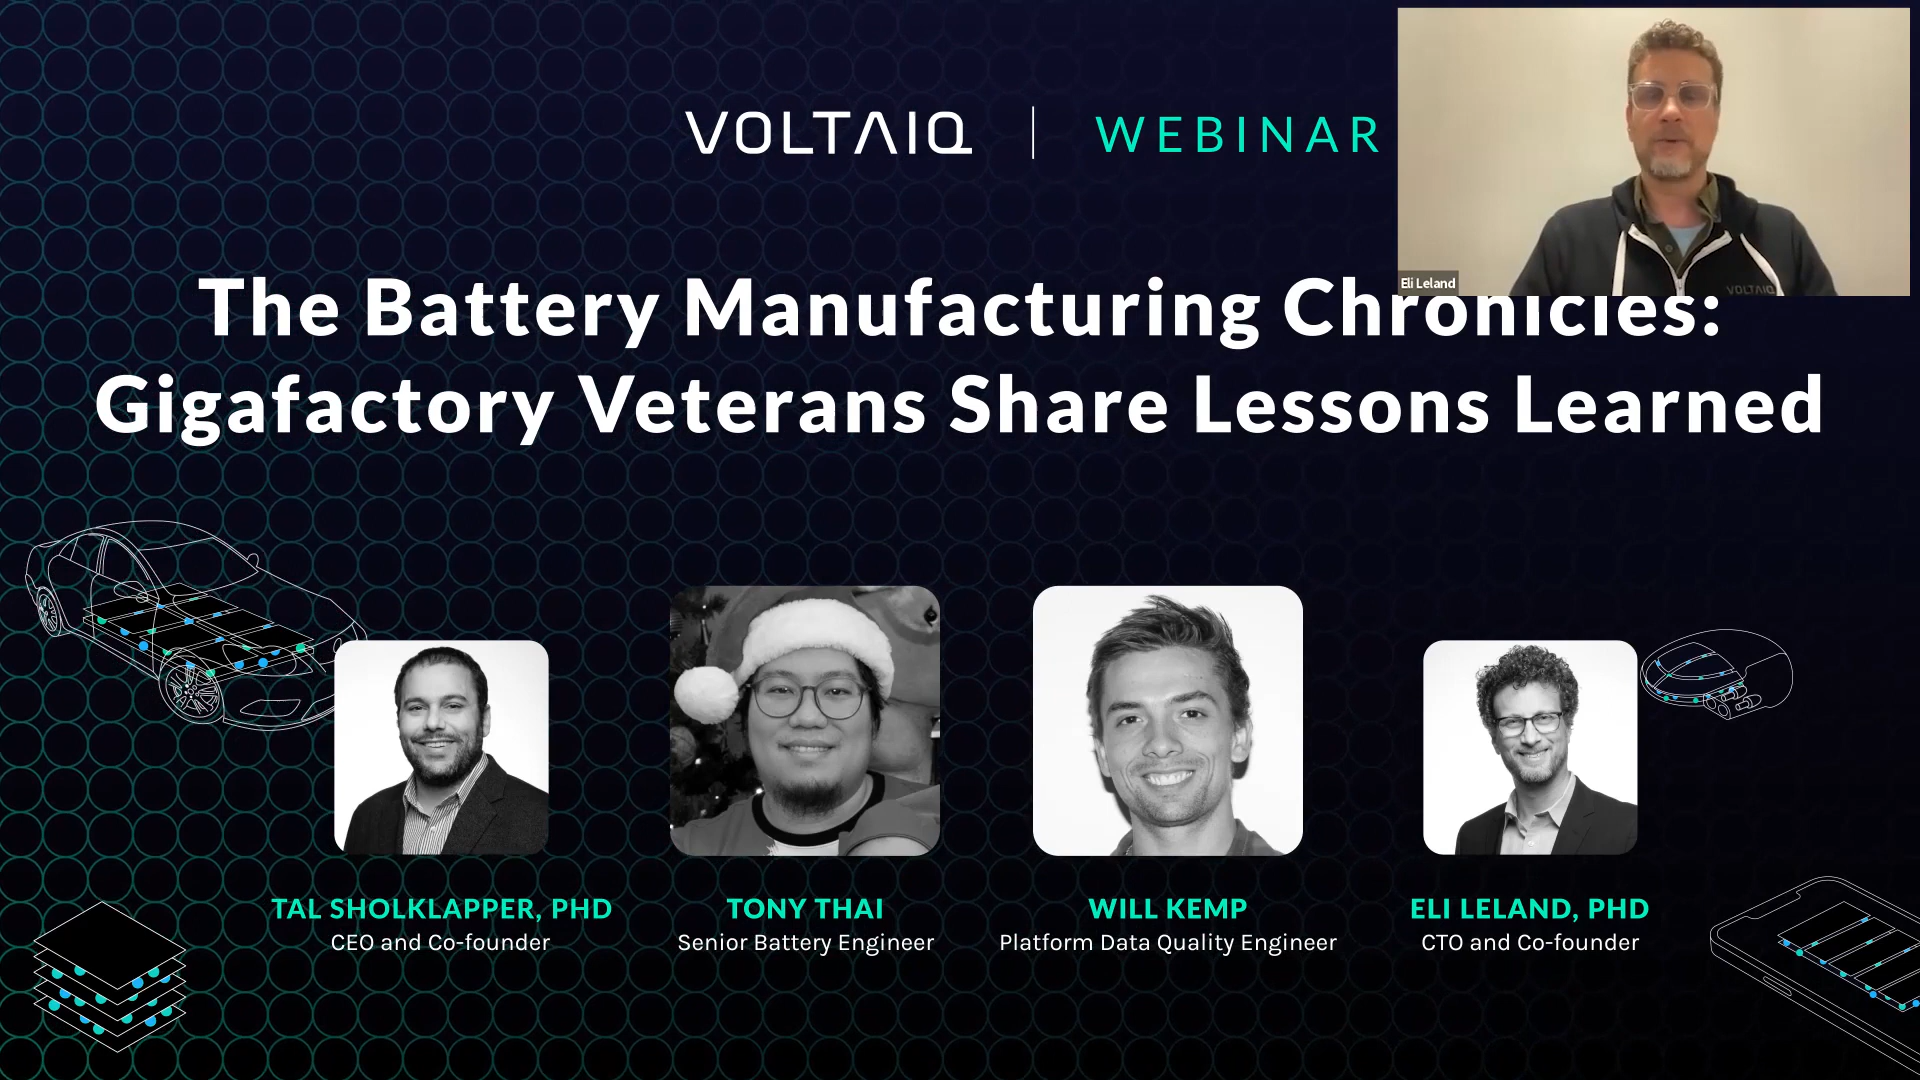 VOLTAIQ | WEBINAR
Eli Leland
VOLTAIQ
The Battery Manufacturing Chronicles:
Gigafactory Veterans Share Lessons Learned
TAL SHOLKLAPPER, PHD
CEO and Co-founder
TONY THAI
Senior Battery Engineer
WILL KEMP
Platform Data Quality Engineer
ELI LELAND, PHD
CTO and Co-founder